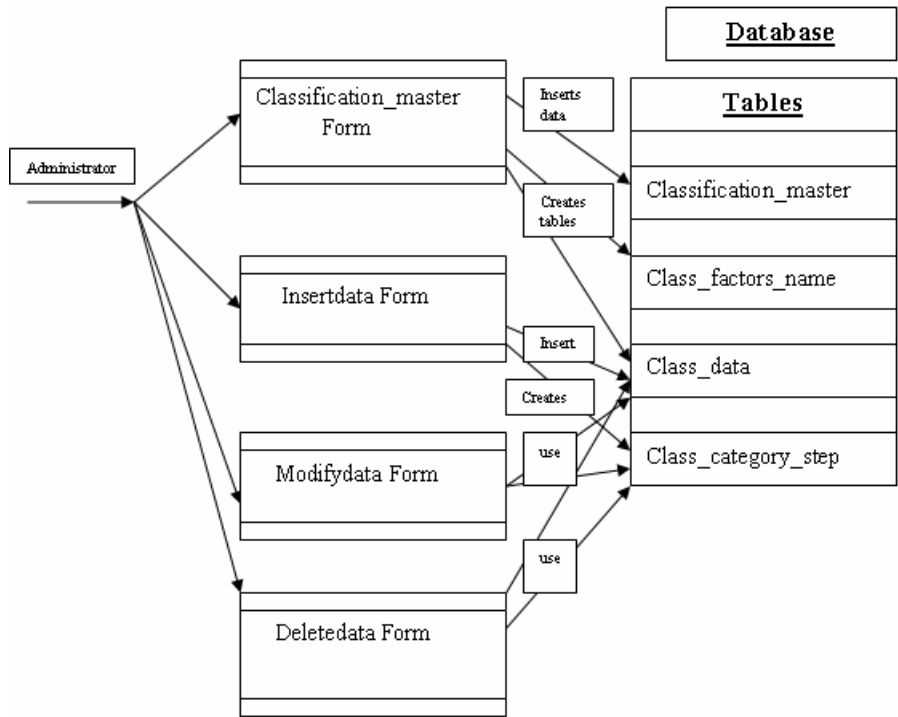 Database
Tables
Classification_master
Form
Inserts
data
Administrator
Classification_master
Creates
tables
Class_factors_name
Insertdata Form
Insert
Class_data
Creates
use
Class_category_step
Modifydata Form
use
Deletedata Form